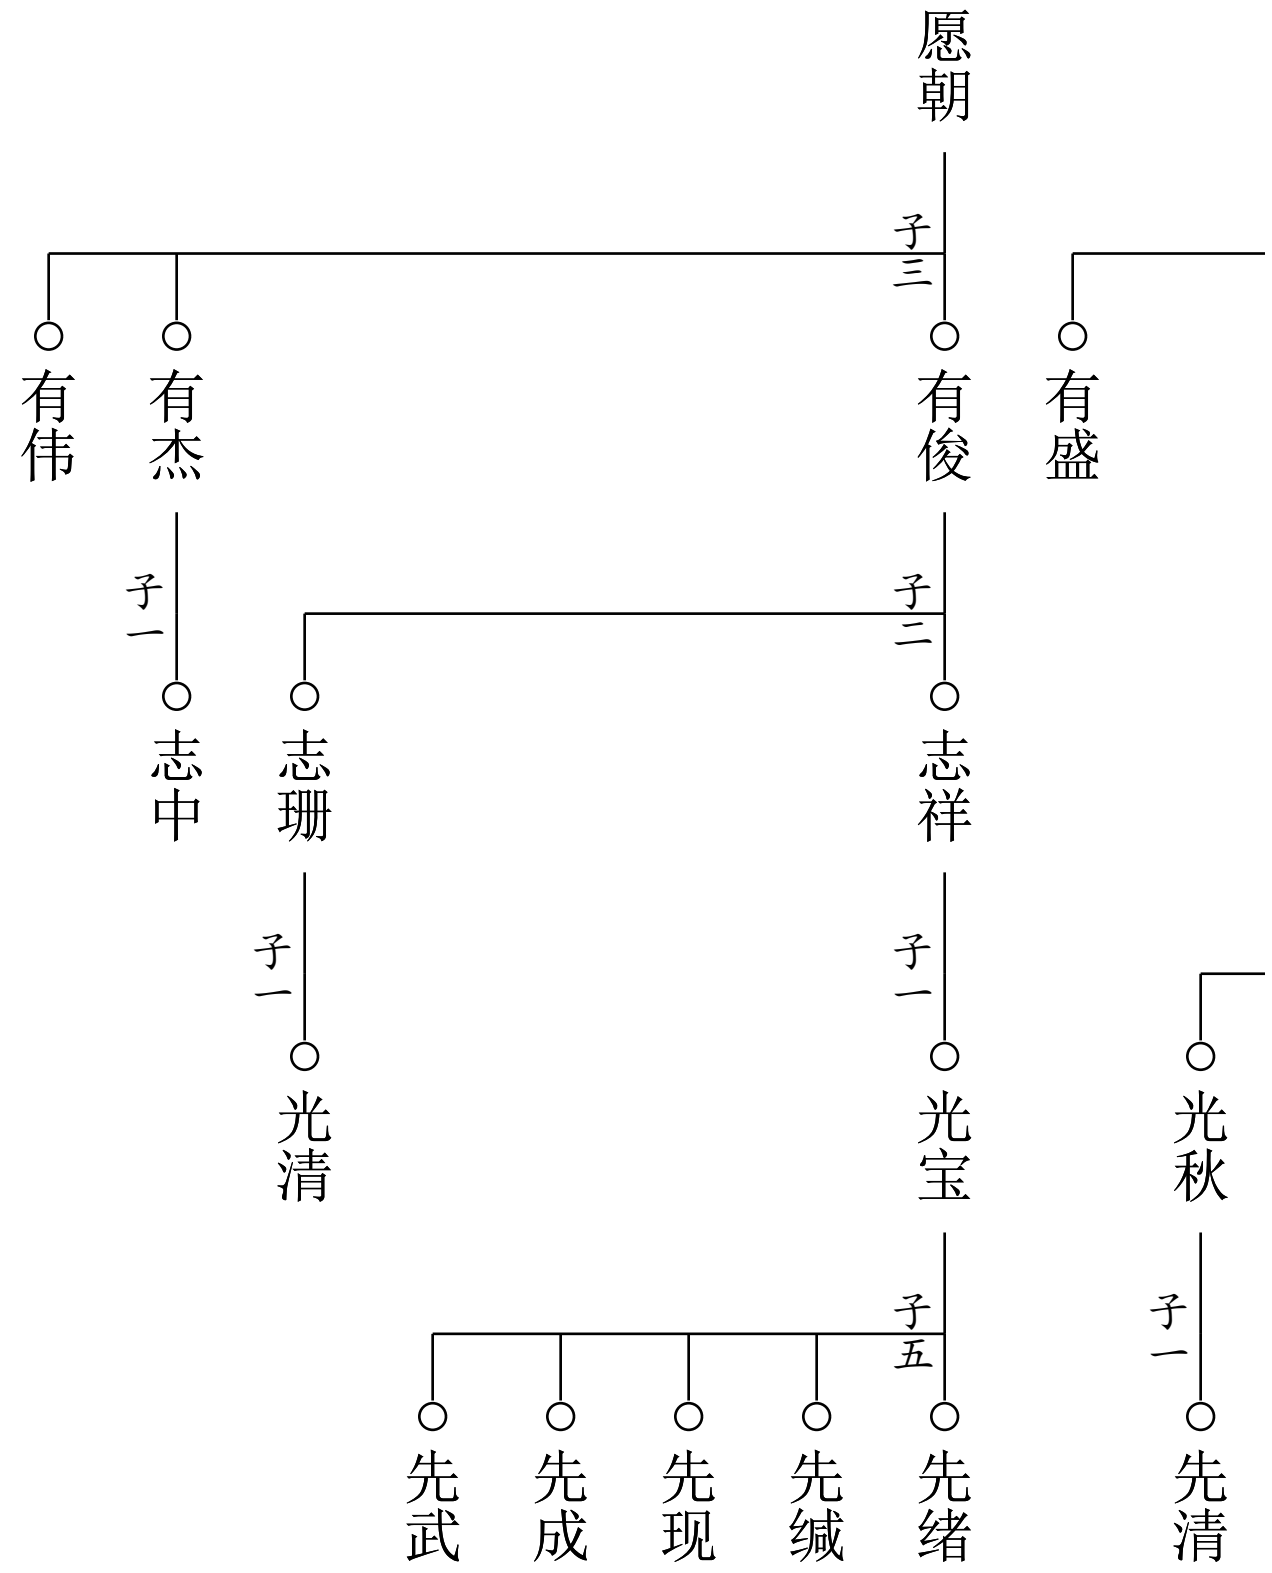 愿朝
子三
有伟
有杰
有俊
有盛
子一
子二
志中
志珊
志祥
子一
子一
光清
光宝
光秋
子五
子一
先武
先成
先现
先缄
先绪
先清